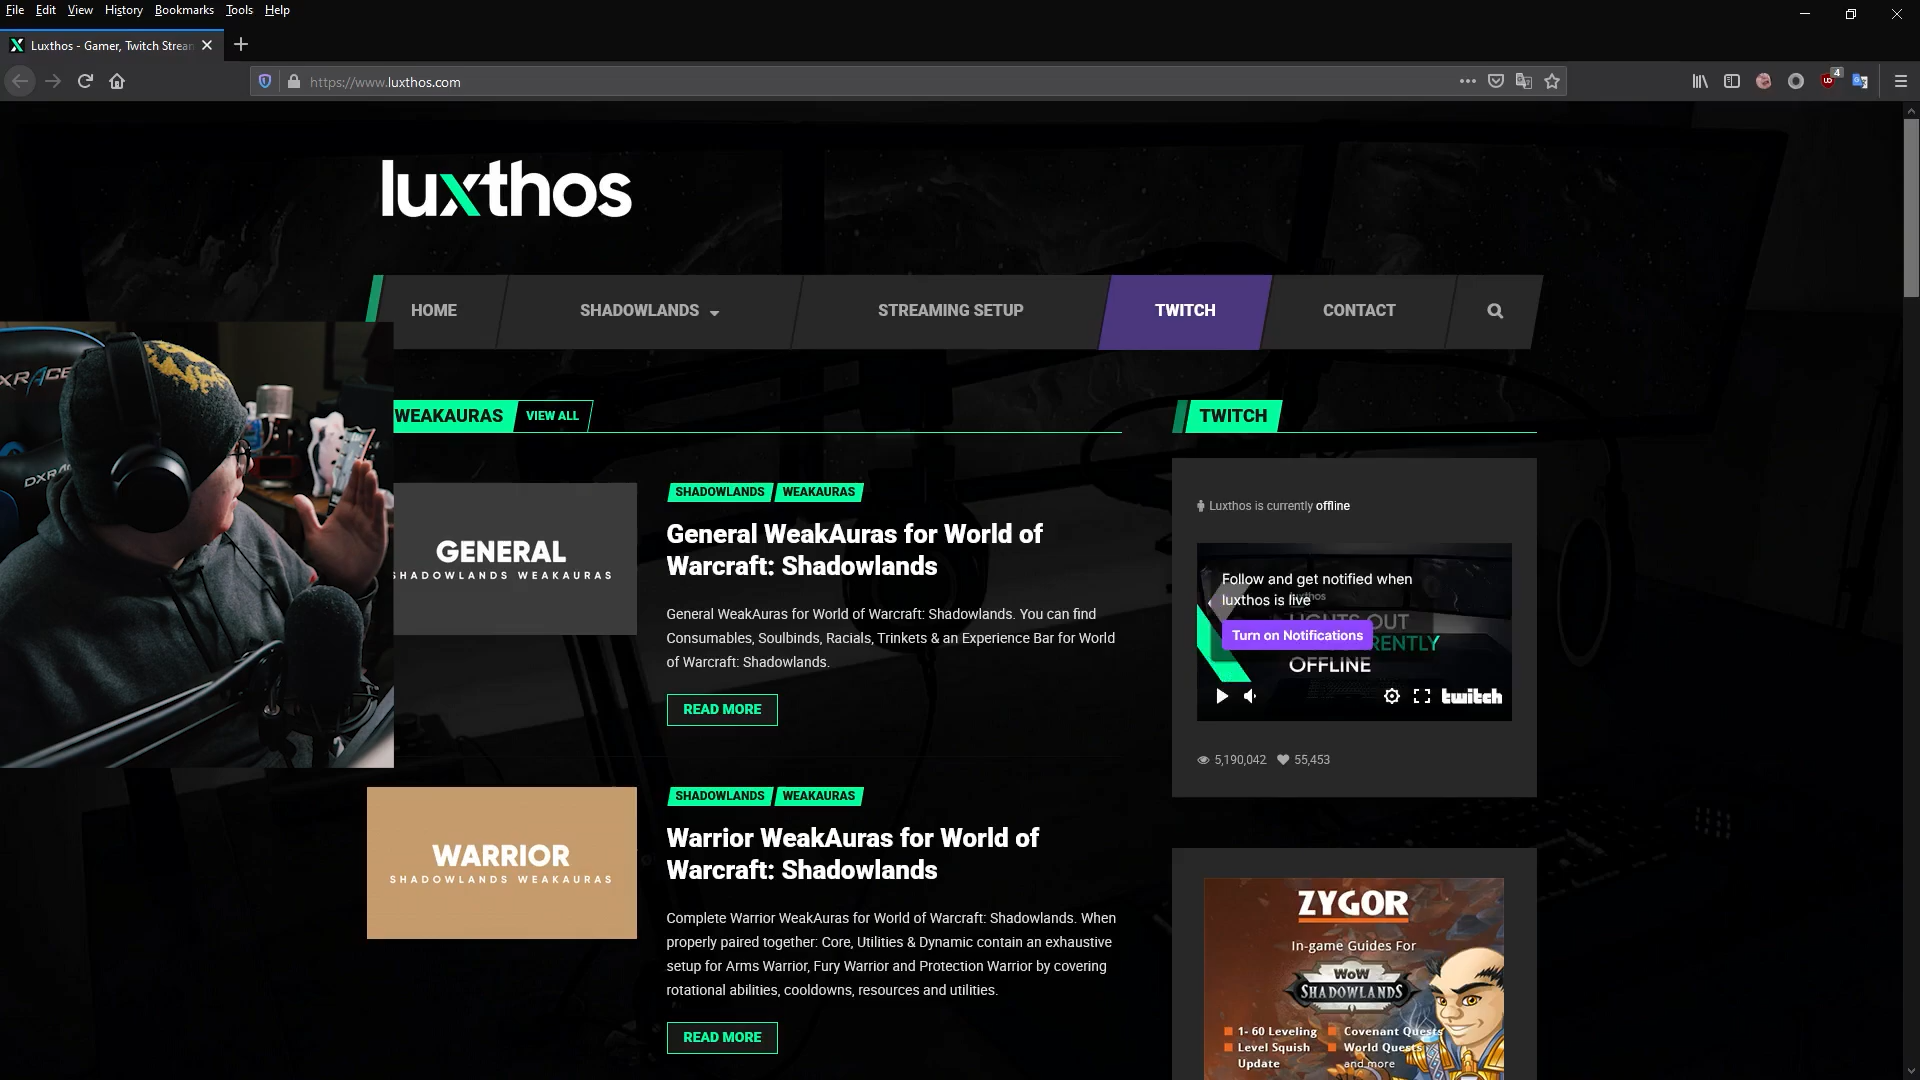 File Edit View History Bookmarks Tools Help
Luxthos - Gamer, Twitch Strean
https://www.luxthos.com
4
luxthos
HOME
SHADOWLANDS
STREAMING SETUP
TWITCH
CONTACT
WEAKAURAS
VIEW ALL
TWITCH
GENERAL
SHADOWLANDS WEAKAURAS
SHADOWLANDS WEAKAURAS
General WeakAuras for World of
Warcraft: Shadowlands
General WeakAuras for World of Warcraft: Shadowlands. You can find
Consumables, Soulbinds, Racials, Trinkets & an Experience Bar for World
of Warcraft: Shadowlands.
READ MORE
Luxthos is currently offline
Follow and get notified when
luxthos is live
Turn on Notifications
OFFLINE
twitch
5,190,042 55,453
WARRIOR
SHADOWLANDS WEAKAURAS
SHADOWLANDS WEAKAURAS
Warrior WeakAuras for World of
Warcraft: Shadowlands
Complete Warrior WeakAuras for World of Warcraft: Shadowlands. When
properly paired together: Core, Utilities & Dynamic contain an exhaustive
setup for Arms Warrior, Fury Warrior and Protection Warrior by covering
rotational abilities, cooldowns, resources and utilities.
READ MORE
ZYGOR
In-game Guides For
WoW
SHADOWLANDS
1- 60 Leveling
Level Squish
Update
Covenant Quests
World Quests
and more